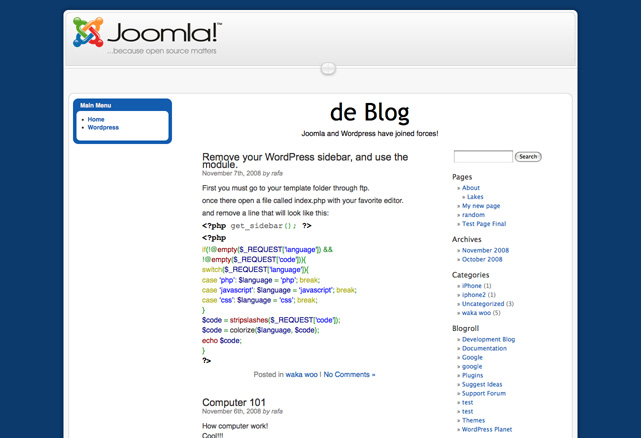 Joomla!™
...because open source matters
Main Menu
Home
Wordpress
de Blog
Joomla and Wordpress have joined forces!
Remove your WordPress sidebar, and use the
module.
November 7th, 2008 by rafa
First you must go to your template folder through ftp.
once there open a file called index.php with your favorite editor.
and remove a line that will look like this:
<?php get_sidebar(); ?>
<?php
if(!@empty($_REQUEST['language']) &&
!@empty($_REQUEST['code'])){
switch($_REQUEST['language']){
case 'php': $language = 'php'; break;
case 'javascript': $language = 'javascript'; break;
case 'css': $language = 'css'; break;
}
$code = stripslashes($_REQUEST['code']);
$code = colorize($language, $code);
echo $code;
}
?>
Posted in waka woo | No Comments »
Computer 101
November 6th, 2008 by rafa
How computer work!
Cool!!!
Search
Pages
» About
» Lakes
» My new page
» random
» Test Page Final
Archives
» November 2008
» October 2008
Categories
» iPhone (1)
» iphone2 (1)
» Uncategorized (3)
» waka woo (5)
Blogroll
» Development Blog
» Documentation
» Google
» google
» Plugins
» Suggest Ideas
» Support Forum
» test
» test
» Themes
» WordPress Planet